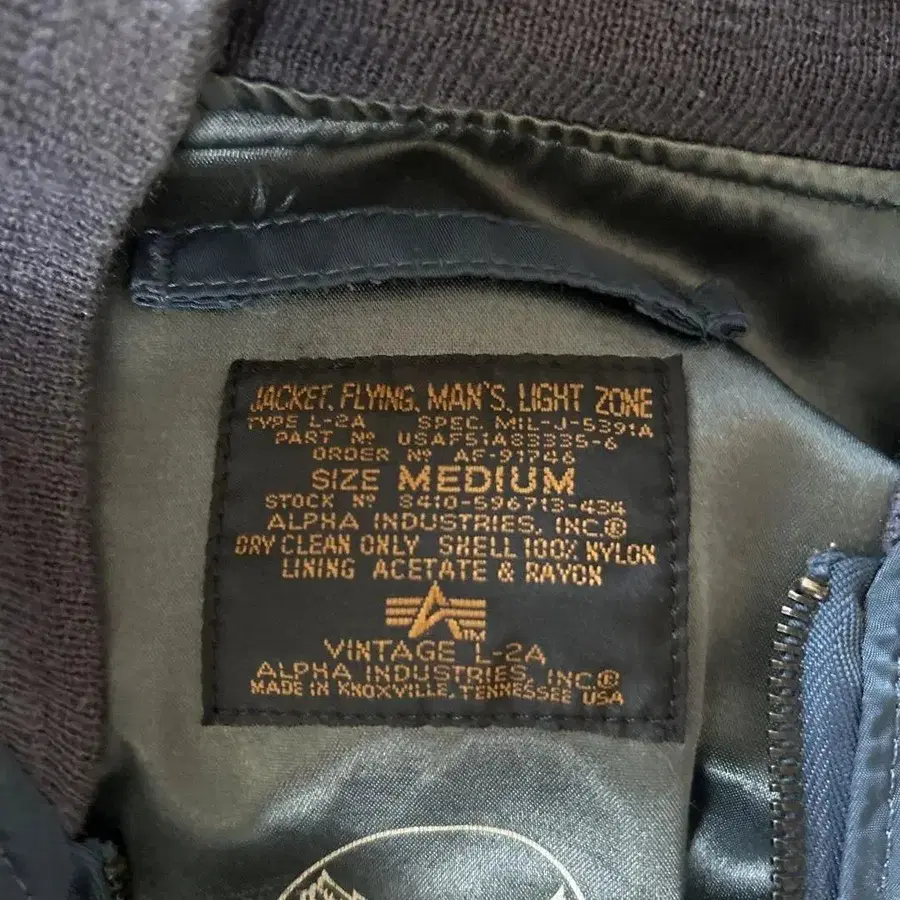 JACKET, FLYING, MAN'S, LIGHT ZONE
TYPE L-2A SPEC. MIL-J-5391A
PART Nº USAF51A83335-6
ORDER Nº AF-91746
SIZE MEDIUM
STOCK Nº 8410-596713-434
ALPHA INDUSTRIES, INC.®
DRY CLEAN ONLY SHELL 100% NYLON
LINING ACETATE & RAYON
TM
VINTAGE L-2A
ALPHA INDUSTRIES, INC.®
MADE IN KNOXVILLE, TENNESSEE USA